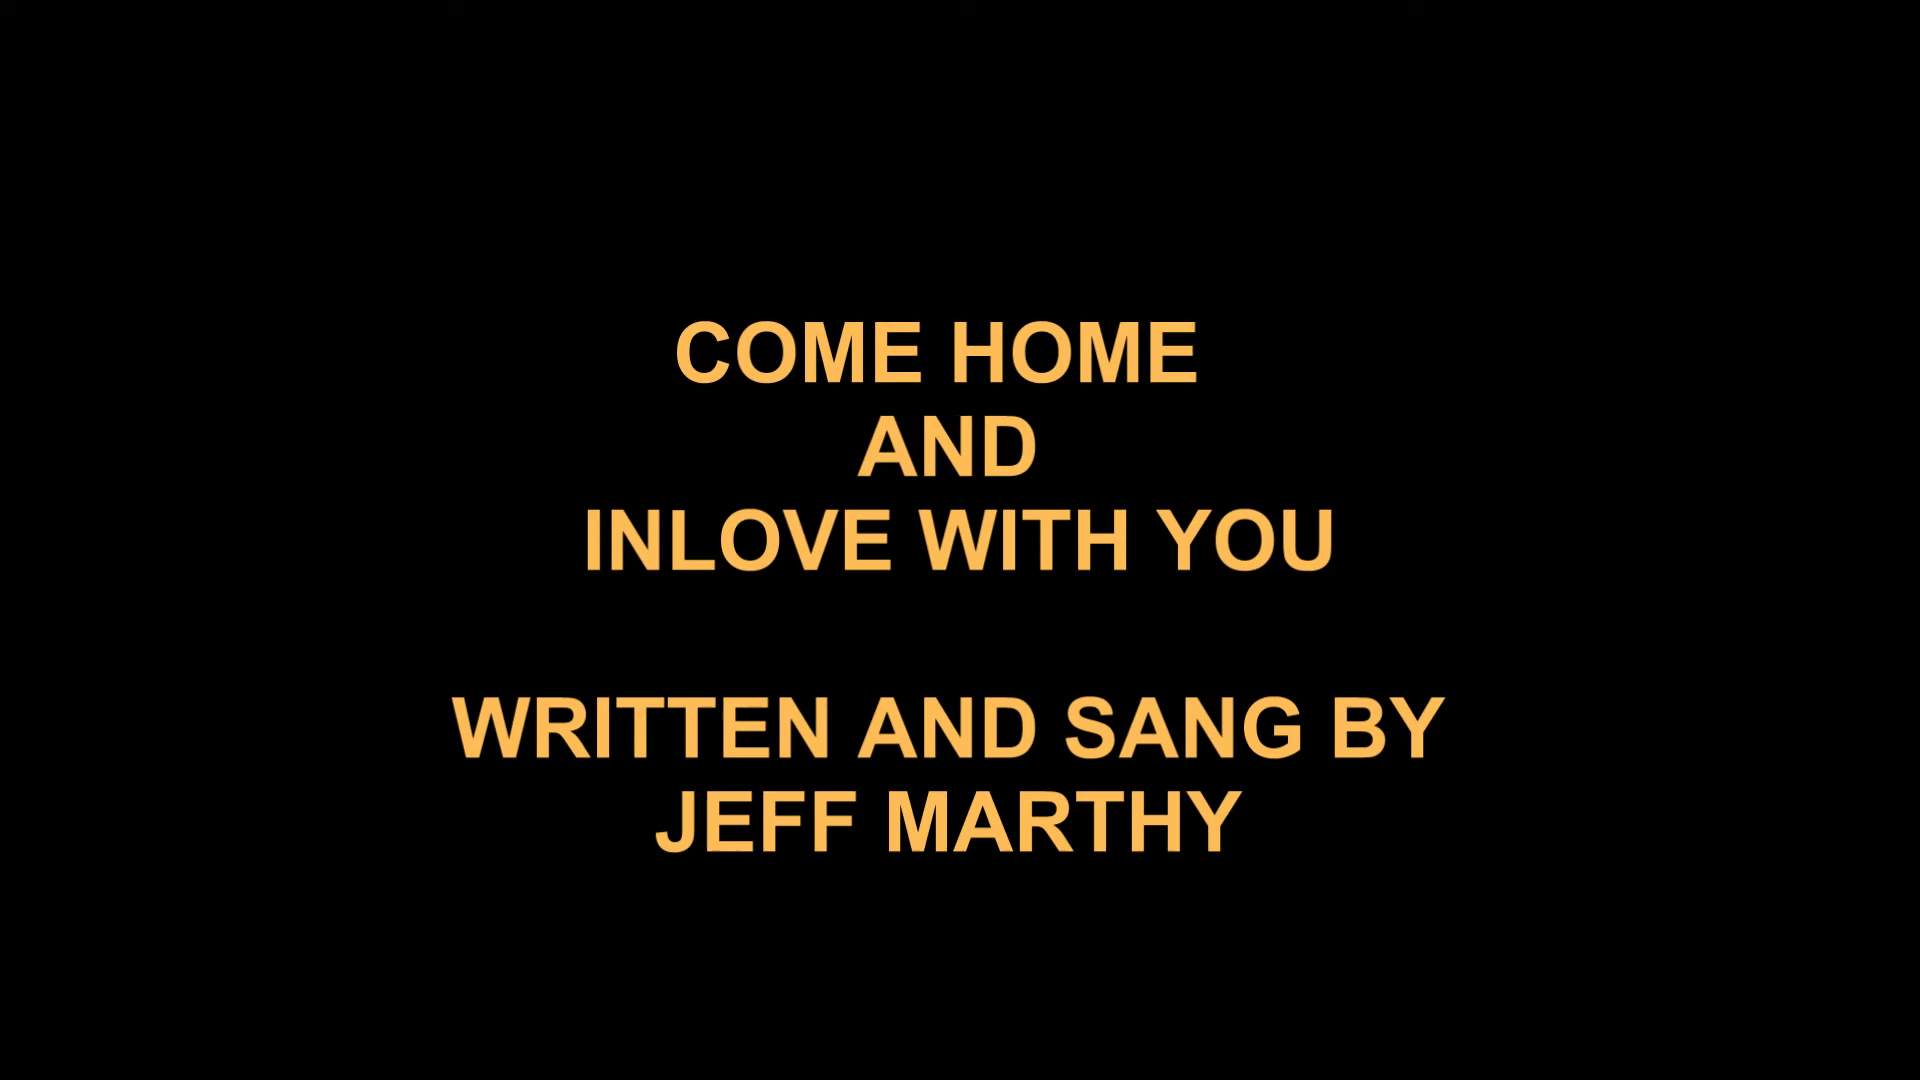 COME HOME
AND
INLOVE WITH YOU
WRITTEN AND SANG BY
JEFF MARTHY